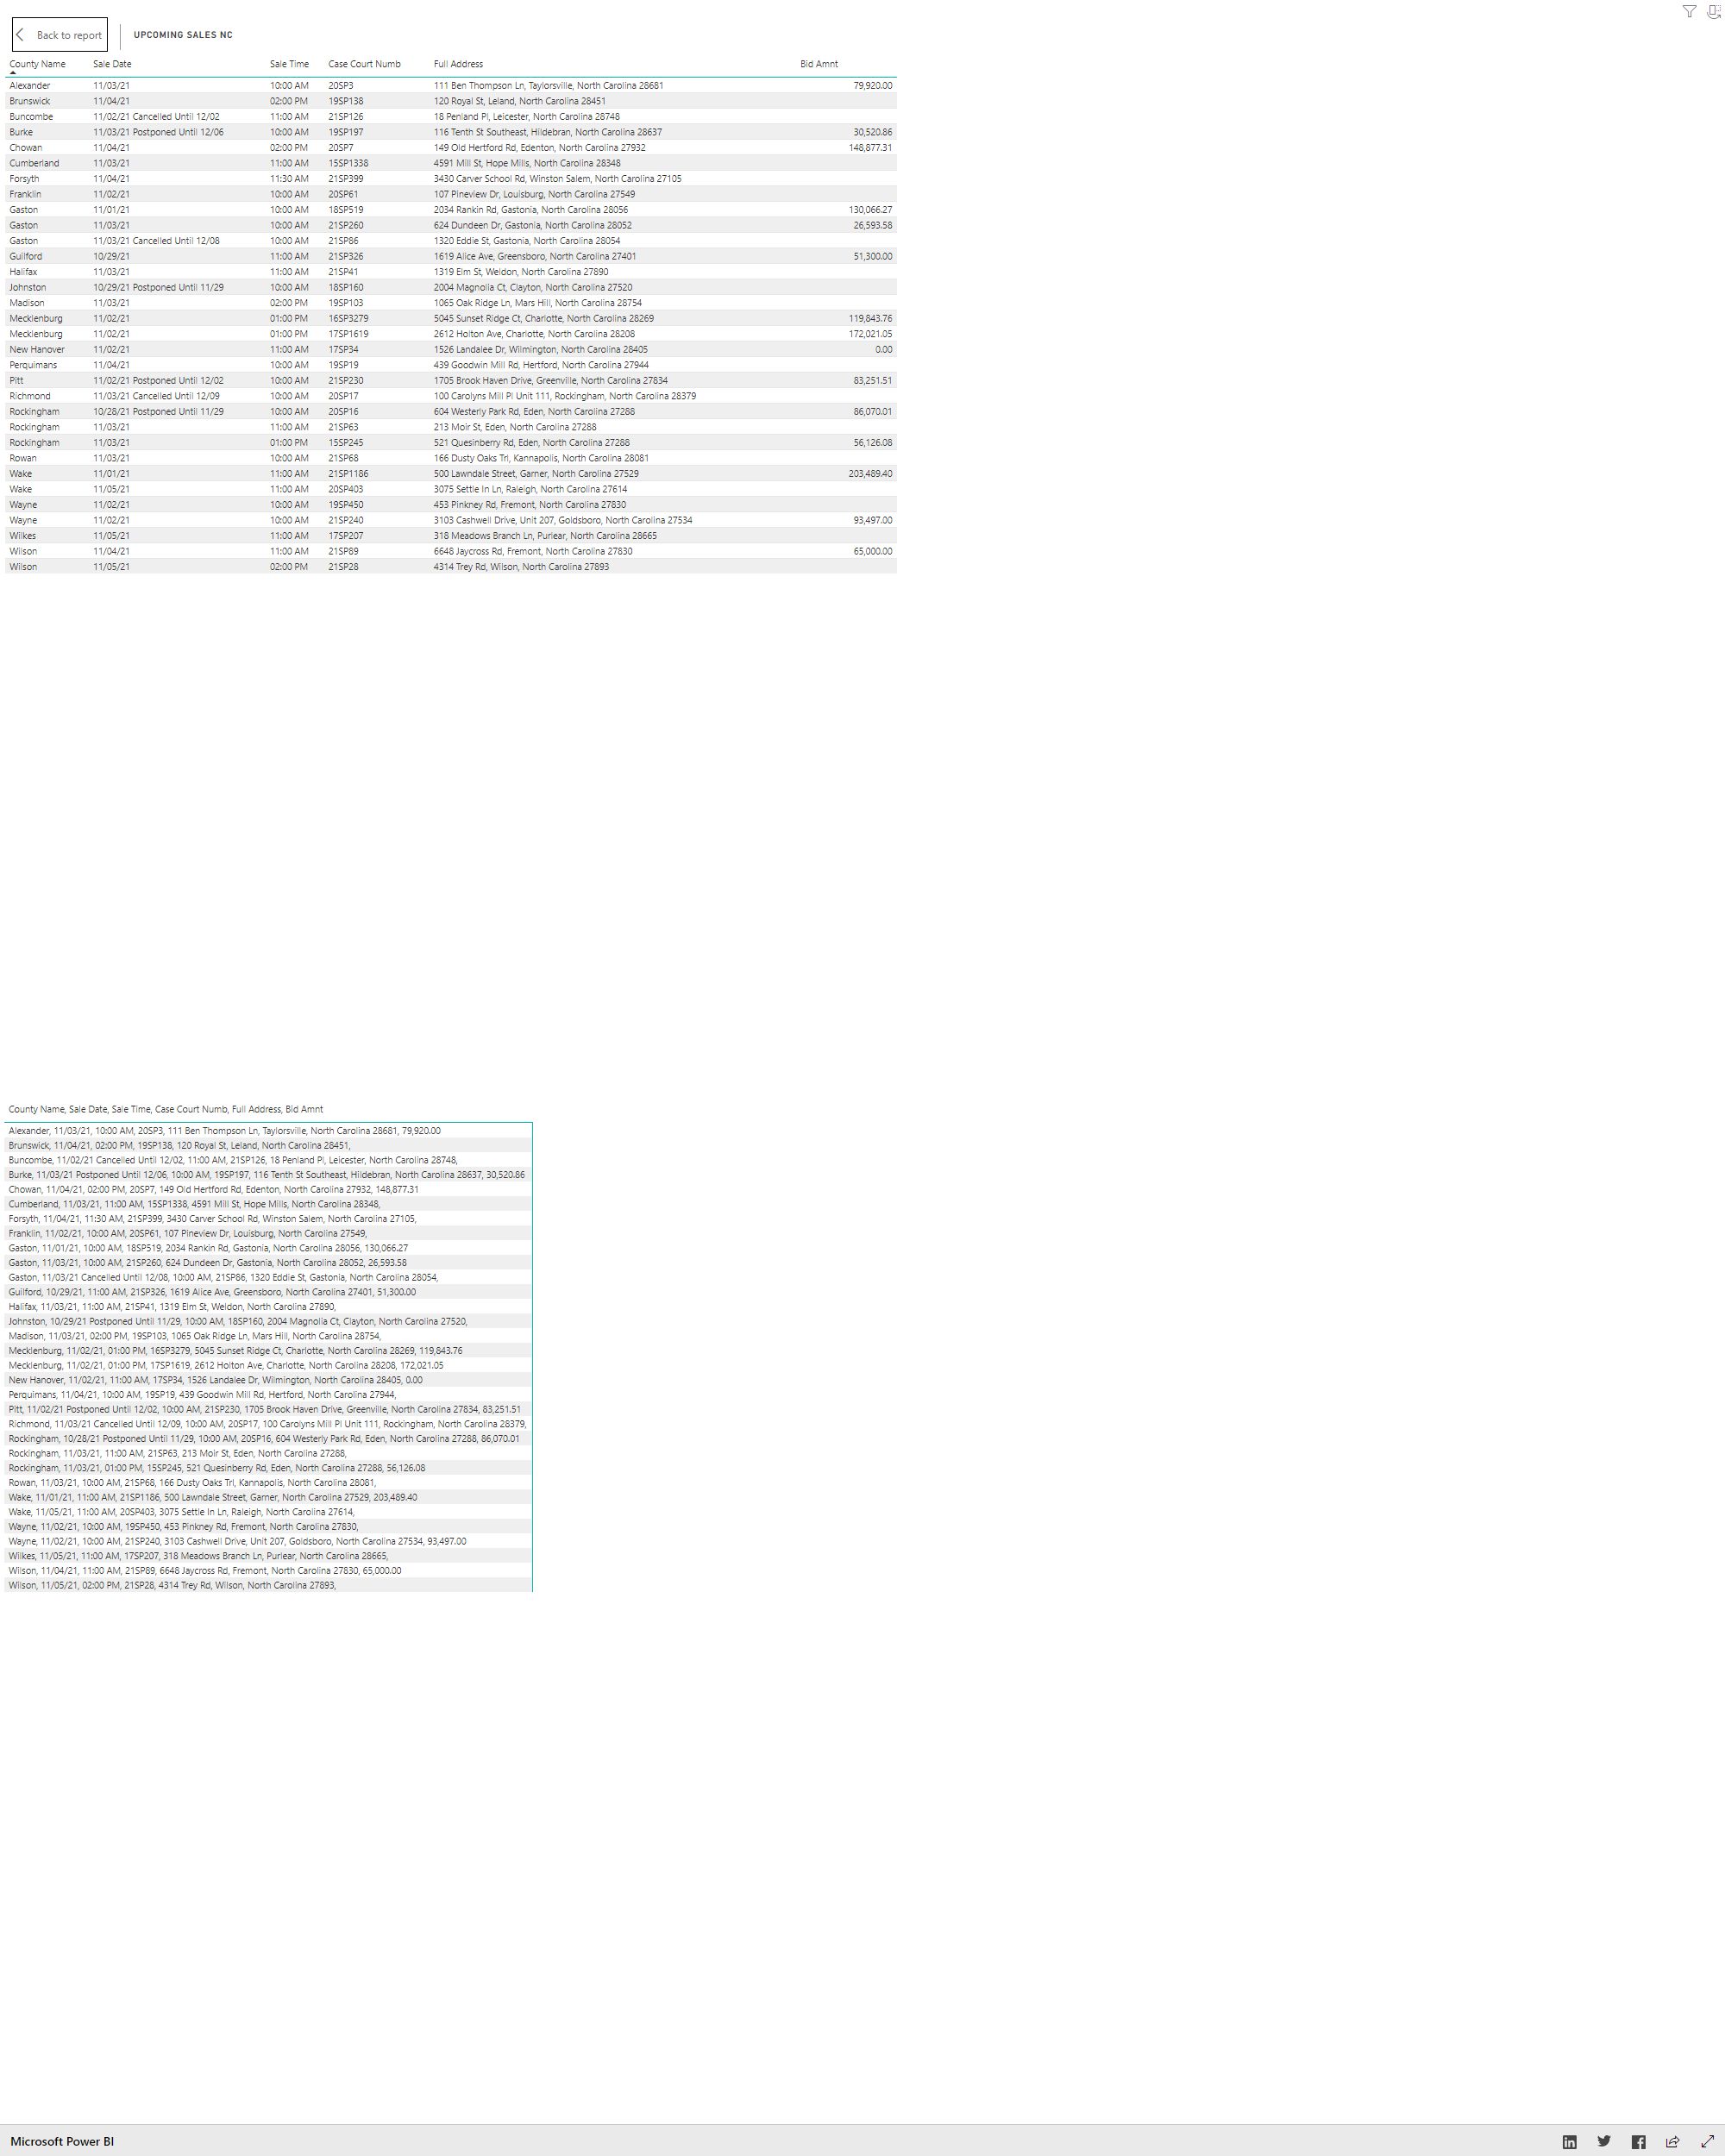 Back to report
UPCOMING SALES NC
County Name Sale Date Sale Time Case Court Numb Full Address Bid Amnt
Alexander 11/03/21 10:00 AM 20SP3 111 Ben Thompson Ln, Taylorsville, North Carolina 28681 79,920.00
Brunswick 11/04/21 02:00 PM 19SP138 120 Royal St, Leland, North Carolina 28451
Buncombe 11/02/21 Cancelled Until 12/02 11:00 AM 21SP126 18 Penland Pl, Leicester, North Carolina 28748
Burke 11/03/21 Postponed Until 12/06 10:00 AM 19SP197 116 Tenth St Southeast, Hildebran, North Carolina 28637 30,520.86
Chowan 11/04/21 02:00 PM 20SP7 149 Old Hertford Rd, Edenton, North Carolina 27932 148,877.31
Cumberland 11/03/21 11:00 AM 15SP1338 4591 Mill St, Hope Mills, North Carolina 28348
Forsyth 11/04/21 11:30 AM 21SP399 3430 Carver School Rd, Winston Salem, North Carolina 27105
Franklin 11/02/21 10:00 AM 20SP61 107 Pineview Dr, Louisburg, North Carolina 27549
Gaston 11/01/21 10:00 AM 18SP519 2034 Rankin Rd, Gastonia, North Carolina 28056 130,066.27
Gaston 11/03/21 10:00 AM 21SP260 624 Dundeen Dr, Gastonia, North Carolina 28052 26,593.58
Gaston 11/03/21 Cancelled Until 12/08 10:00 AM 21SP86 1320 Eddie St, Gastonia, North Carolina 28054
Guilford 10/29/21 11:00 AM 21SP326 1619 Alice Ave, Greensboro, North Carolina 27401 51,300.00
Halifax 11/03/21 11:00 AM 21SP41 1319 Elm St, Weldon, North Carolina 27890
Johnston 10/29/21 Postponed Until 11/29 10:00 AM 18SP160 2004 Magnolia Ct, Clayton, North Carolina 27520
Madison 11/03/21 02:00 PM 19SP103 1065 Oak Ridge Ln, Mars Hill, North Carolina 28754
Mecklenburg 11/02/21 01:00 PM 16SP3279 5045 Sunset Ridge Ct, Charlotte, North Carolina 28269 119,843.76
Mecklenburg 11/02/21 01:00 PM 17SP1619 2612 Holton Ave, Charlotte, North Carolina 28208 172,021.05
New Hanover 11/02/21 11:00 AM 17SP34 1526 Landalee Dr, Wilmington, North Carolina 28405 0.00
Perquimans 11/04/21 10:00 AM 19SP19 439 Goodwin Mill Rd, Hertford, North Carolina 27944
Pitt 11/02/21 Postponed Until 12/02 10:00 AM 21SP230 1705 Brook Haven Drive, Greenville, North Carolina 27834 83,251.51
Richmond 11/03/21 Cancelled Until 12/09 10:00 AM 20SP17 100 Carolyns Mill Pl Unit 111, Rockingham, North Carolina 28379
Rockingham 10/28/21 Postponed Until 11/29 10:00 AM 20SP16 604 Westerly Park Rd, Eden, North Carolina 27288 86,070.01
Rockingham 11/03/21 11:00 AM 21SP63 213 Moir St, Eden, North Carolina 27288
Rockingham 11/03/21 01:00 PM 15SP245 521 Quesinberry Rd, Eden, North Carolina 27288 56,126.08
Rowan 11/03/21 10:00 AM 21SP68 166 Dusty Oaks Trl, Kannapolis, North Carolina 28081
Wake 11/01/21 11:00 AM 21SP1186 500 Lawndale Street, Garner, North Carolina 27529 203,489.40
Wake 11/05/21 11:00 AM 20SP403 3075 Settle In Ln, Raleigh, North Carolina 27614
Wayne 11/02/21 10:00 AM 19SP450 453 Pinkney Rd, Fremont, North Carolina 27830
Wayne 11/02/21 10:00 AM 21SP240 3103 Cashwell Drive, Unit 207, Goldsboro, North Carolina 27534 93,497.00
Wilkes 11/05/21 11:00 AM 17SP207 318 Meadows Branch Ln, Purlear, North Carolina 28665
Wilson 11/04/21 11:00 AM 21SP89 6648 Jaycross Rd, Fremont, North Carolina 27830 65,000.00
Wilson 11/05/21 02:00 PM 21SP28 4314 Trey Rd, Wilson, North Carolina 27893
County Name, Sale Date, Sale Time, Case Court Numb, Full Address, Bid Amnt
Alexander, 11/03/21, 10:00 AM, 20SP3, 111 Ben Thompson Ln, Taylorsville, North Carolina 28681, 79,920.00
Brunswick, 11/04/21, 02:00 PM, 19SP138, 120 Royal St, Leland, North Carolina 28451,
Buncombe, 11/02/21 Cancelled Until 12/02, 11:00 AM, 21SP126, 18 Penland Pl, Leicester, North Carolina 28748,
Burke, 11/03/21 Postponed Until 12/06, 10:00 AM, 19SP197, 116 Tenth St Southeast, Hildebran, North Carolina 28637, 30,520.86
Chowan, 11/04/21, 02:00 PM, 20SP7, 149 Old Hertford Rd, Edenton, North Carolina 27932, 148,877.31
Cumberland, 11/03/21, 11:00 AM, 15SP1338, 4591 Mill St, Hope Mills, North Carolina 28348,
Forsyth, 11/04/21, 11:30 AM, 21SP399, 3430 Carver School Rd, Winston Salem, North Carolina 27105,
Franklin, 11/02/21, 10:00 AM, 20SP61, 107 Pineview Dr, Louisburg, North Carolina 27549,
Gaston, 11/01/21, 10:00 AM, 18SP519, 2034 Rankin Rd, Gastonia, North Carolina 28056, 130,066.27
Gaston, 11/03/21, 10:00 AM, 21SP260, 624 Dundeen Dr, Gastonia, North Carolina 28052, 26,593.58
Gaston, 11/03/21 Cancelled Until 12/08, 10:00 AM, 21SP86, 1320 Eddie St, Gastonia, North Carolina 28054,
Guilford, 10/29/21, 11:00 AM, 21SP326, 1619 Alice Ave, Greensboro, North Carolina 27401, 51,300.00
Halifax, 11/03/21, 11:00 AM, 21SP41, 1319 Elm St, Weldon, North Carolina 27890,
Johnston, 10/29/21 Postponed Until 11/29, 10:00 AM, 18SP160, 2004 Magnolia Ct, Clayton, North Carolina 27520,
Madison, 11/03/21, 02:00 PM, 19SP103, 1065 Oak Ridge Ln, Mars Hill, North Carolina 28754,
Mecklenburg, 11/02/21, 01:00 PM, 16SP3279, 5045 Sunset Ridge Ct, Charlotte, North Carolina 28269, 119,843.76
Mecklenburg, 11/02/21, 01:00 PM, 17SP1619, 2612 Holton Ave, Charlotte, North Carolina 28208, 172,021.05
New Hanover, 11/02/21, 11:00 AM, 17SP34, 1526 Landalee Dr, Wilmington, North Carolina 28405, 0.00
Perquimans, 11/04/21, 10:00 AM, 19SP19, 439 Goodwin Mill Rd, Hertford, North Carolina 27944,
Pitt, 11/02/21 Postponed Until 12/02, 10:00 AM, 21SP230, 1705 Brook Haven Drive, Greenville, North Carolina 27834, 83,251.51
Richmond, 11/03/21 Cancelled Until 12/09, 10:00 AM, 20SP17, 100 Carolyns Mill Pl Unit 111, Rockingham, North Carolina 28379,
Rockingham, 10/28/21 Postponed Until 11/29, 10:00 AM, 20SP16, 604 Westerly Park Rd, Eden, North Carolina 27288, 86,070.01
Rockingham, 11/03/21, 11:00 AM, 21SP63, 213 Moir St, Eden, North Carolina 27288,
Rockingham, 11/03/21, 01:00 PM, 15SP245, 521 Quesinberry Rd, Eden, North Carolina 27288, 56,126.08
Rowan, 11/03/21, 10:00 AM, 21SP68, 166 Dusty Oaks Trl, Kannapolis, North Carolina 28081,
Wake, 11/01/21, 11:00 AM, 21SP1186, 500 Lawndale Street, Garner, North Carolina 27529, 203,489.40
Wake, 11/05/21, 11:00 AM, 20SP403, 3075 Settle In Ln, Raleigh, North Carolina 27614,
Wayne, 11/02/21, 10:00 AM, 19SP450, 453 Pinkney Rd, Fremont, North Carolina 27830,
Wayne, 11/02/21, 10:00 AM, 21SP240, 3103 Cashwell Drive, Unit 207, Goldsboro, North Carolina 27534, 93,497.00
Wilkes, 11/05/21, 11:00 AM, 17SP207, 318 Meadows Branch Ln, Purlear, North Carolina 28665,
Wilson, 11/04/21, 11:00 AM, 21SP89, 6648 Jaycross Rd, Fremont, North Carolina 27830, 65,000.00
Wilson, 11/05/21, 02:00 PM, 21SP28, 4314 Trey Rd, Wilson, North Carolina 27893,
Microsoft Power BI